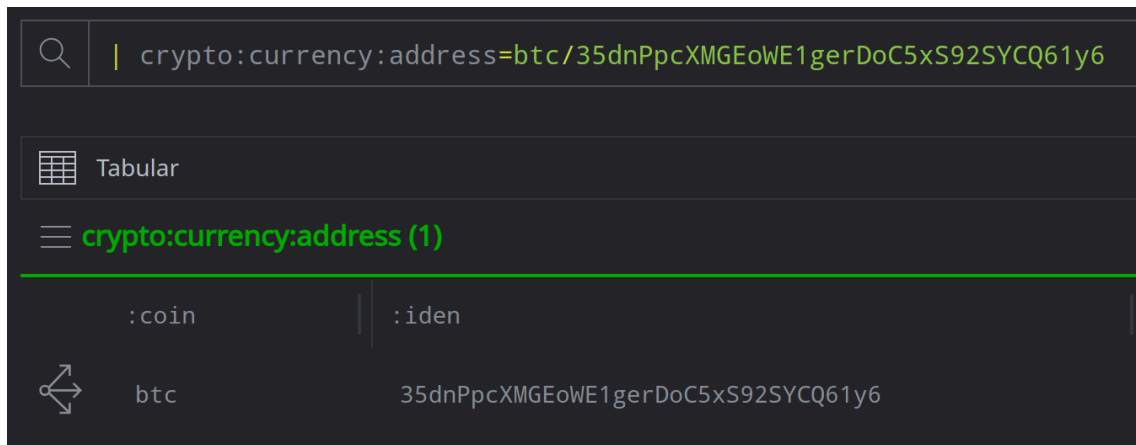 | crypto:currency:address=btc/35dnPpcXMGEoWE1gerDoC5xS92SYCQ61y6
Tabular
crypto:currency:address (1)
:coin :iden
btc 35dnPpcXMGEoWE1gerDoC5xS92SYCQ61y6